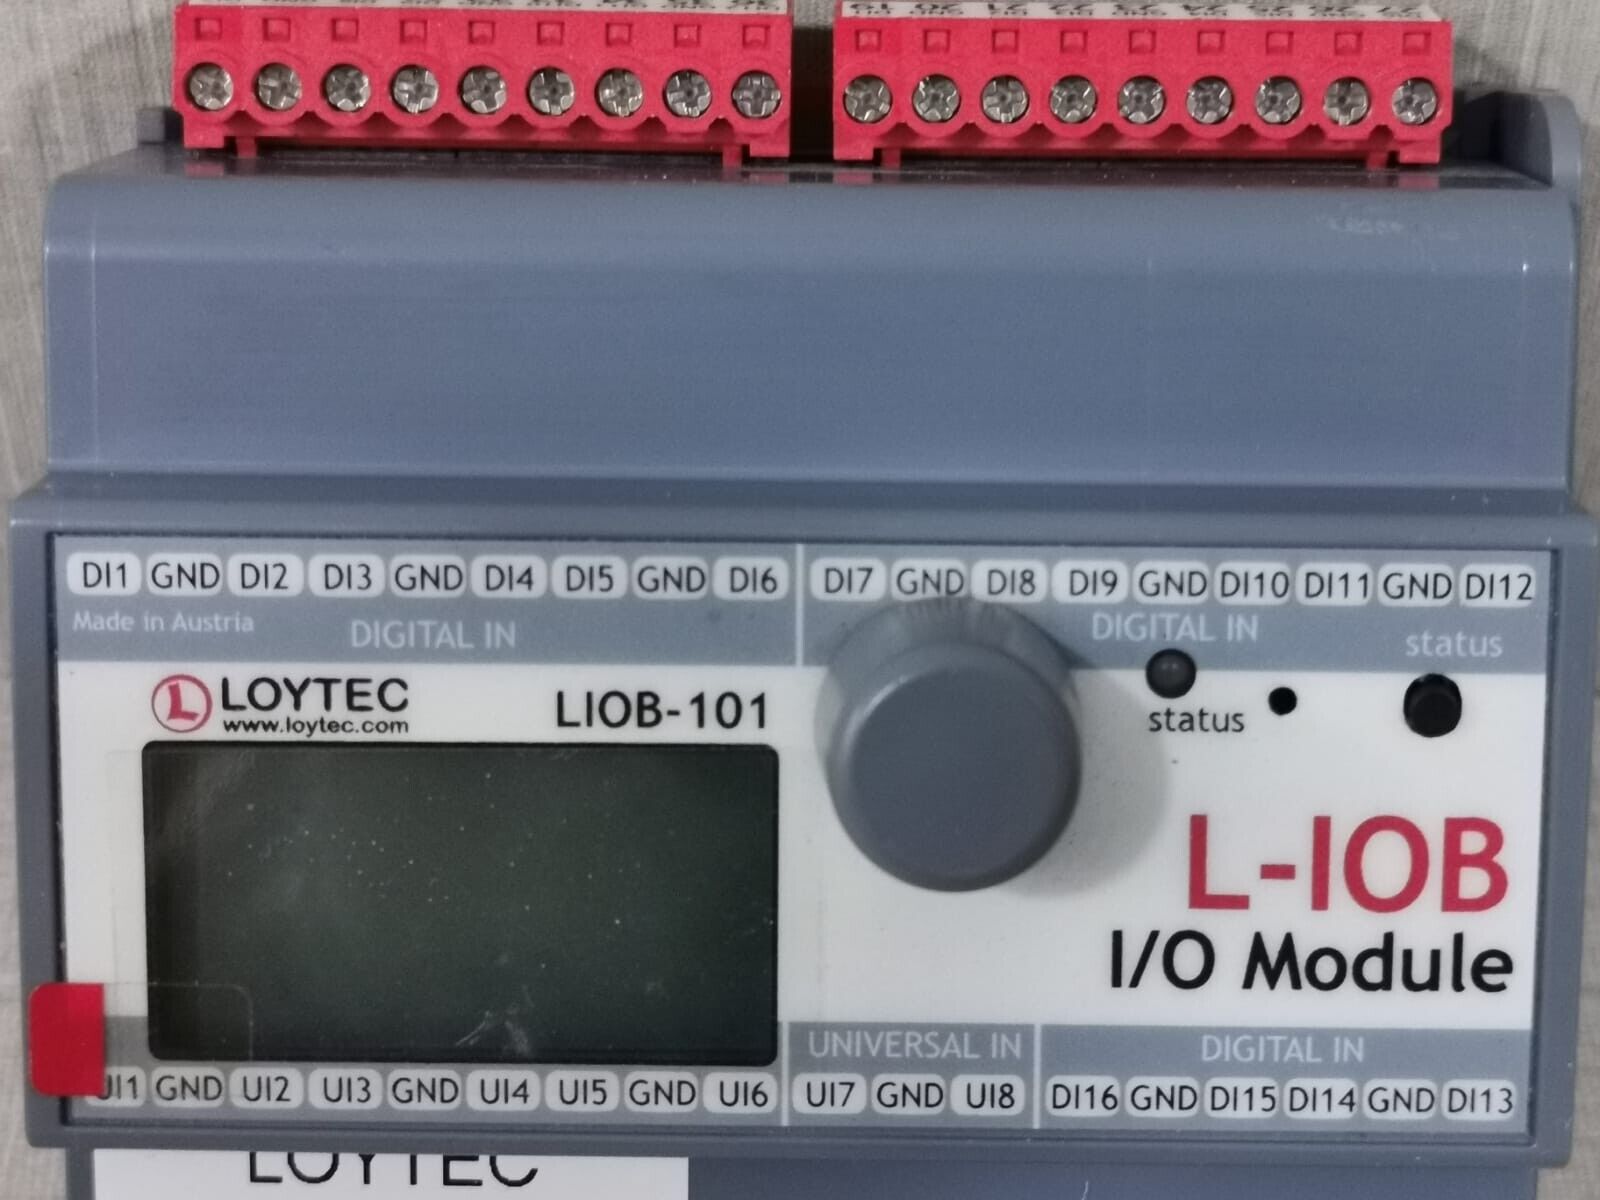 DI1 GND DI2 DI3 GND DI4 DI5 GND DI6 DI7 GND DI8 DI9 GND DI10 DI11 GND DI12
Made in Austria
DIGITAL IN
DIGITAL IN
status
LOYTEC
www.loytec.com
LIOB-101
status
L-IOB
I/O Module
UNIVERSAL IN
DIGITAL IN
UI1 GND UI2 UI3 GND UI4 UI5 GND UI6 UI7 GND UI8 DI16 GND DI15 DI14 GND DI13
LOYTEC